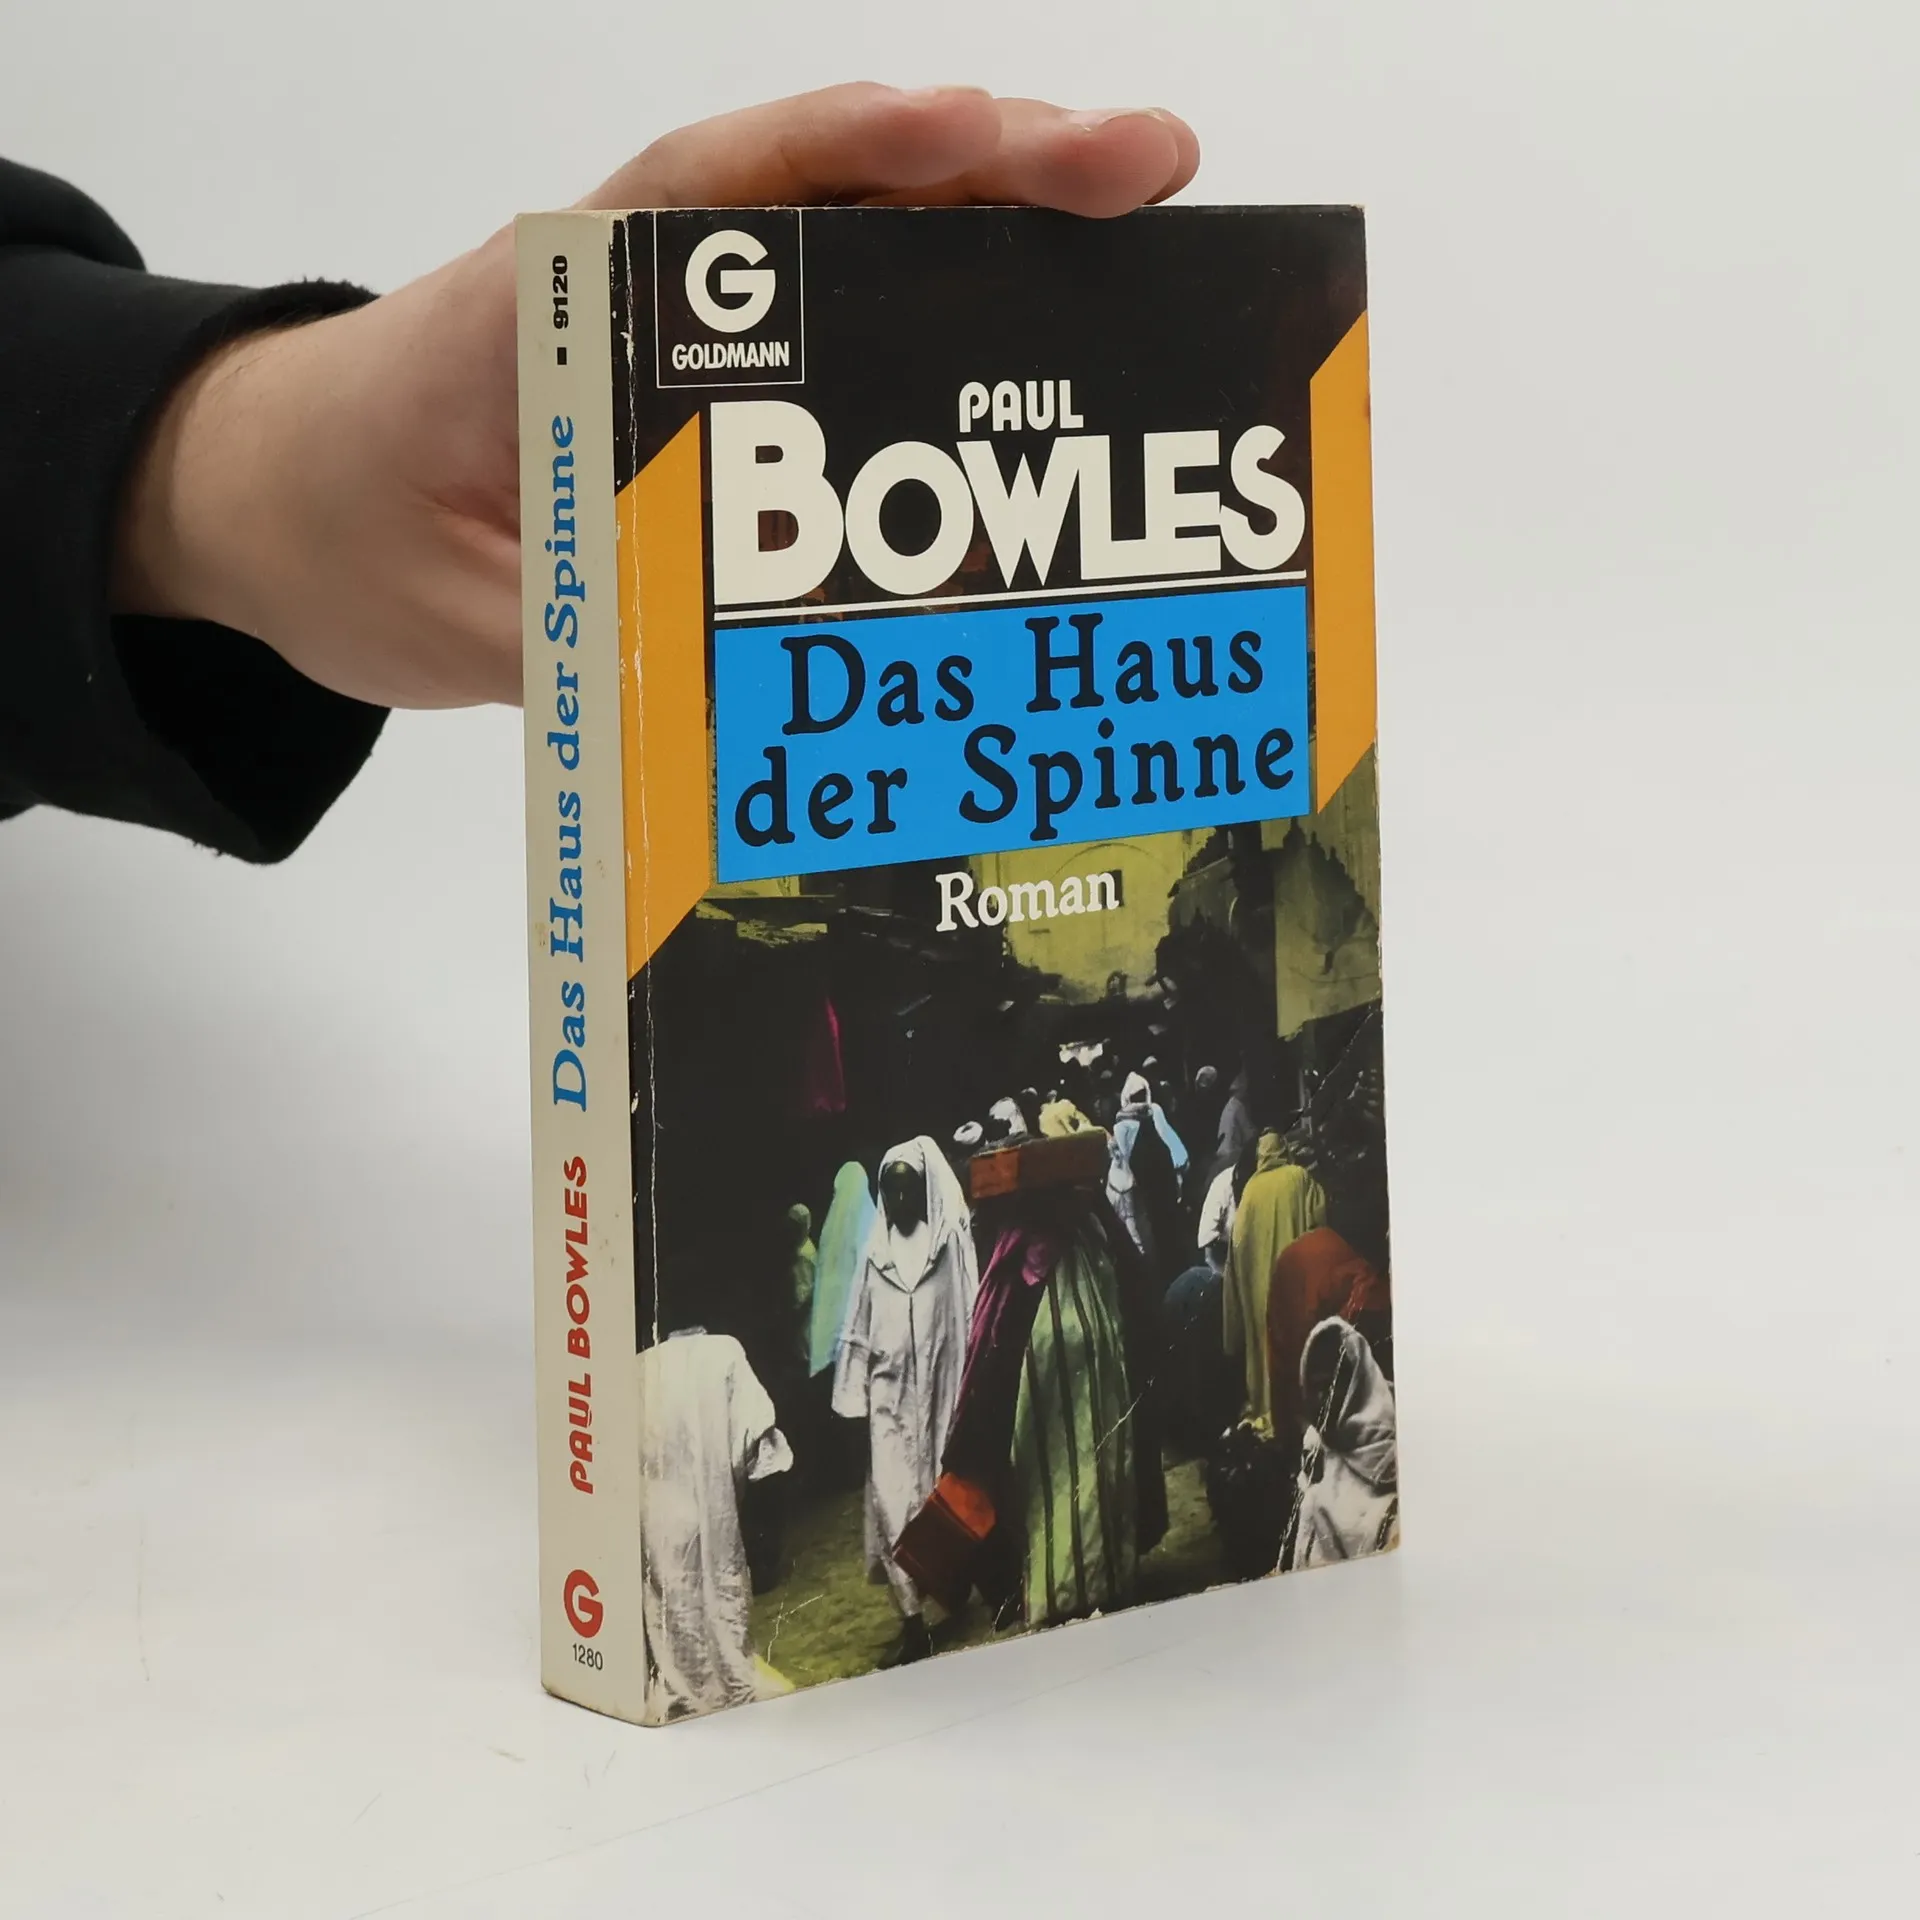 G
GOLDMANN
PAUL
BOWLES
Das Haus
der Spinne
Roman
PAUL BOWLES Das Haus der Spinne - 9120
G
1280